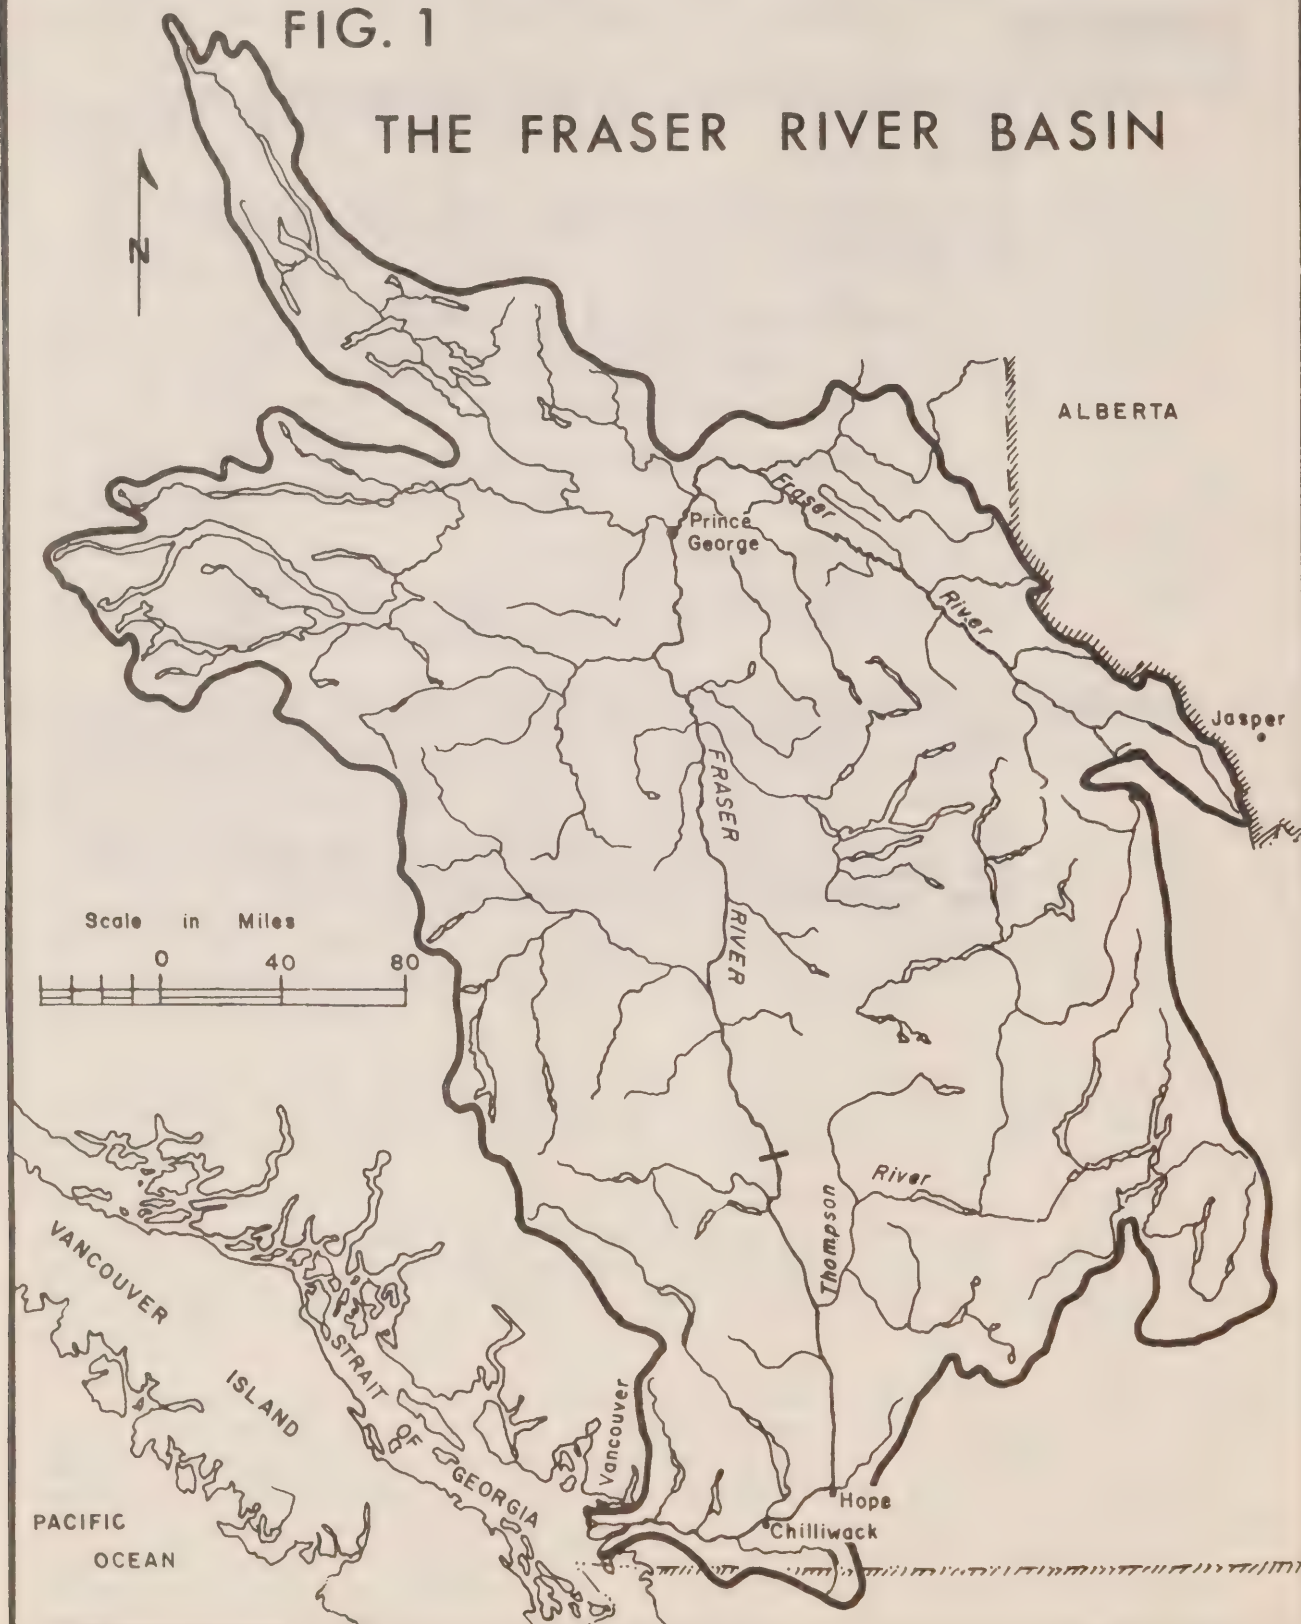 FIG. 1
THE FRASER RIVER BASIN
N
ALBERTA
Fraser
Prince
George
River
Jasper
FRASER
Scale in Miles
0 40 80
RIVER
River
Thompson
VANCOUVER
ISLAND
STRAIT
OF
GEORGIA
Vancouver
Hope
Chilliwack
PACIFIC
OCEAN